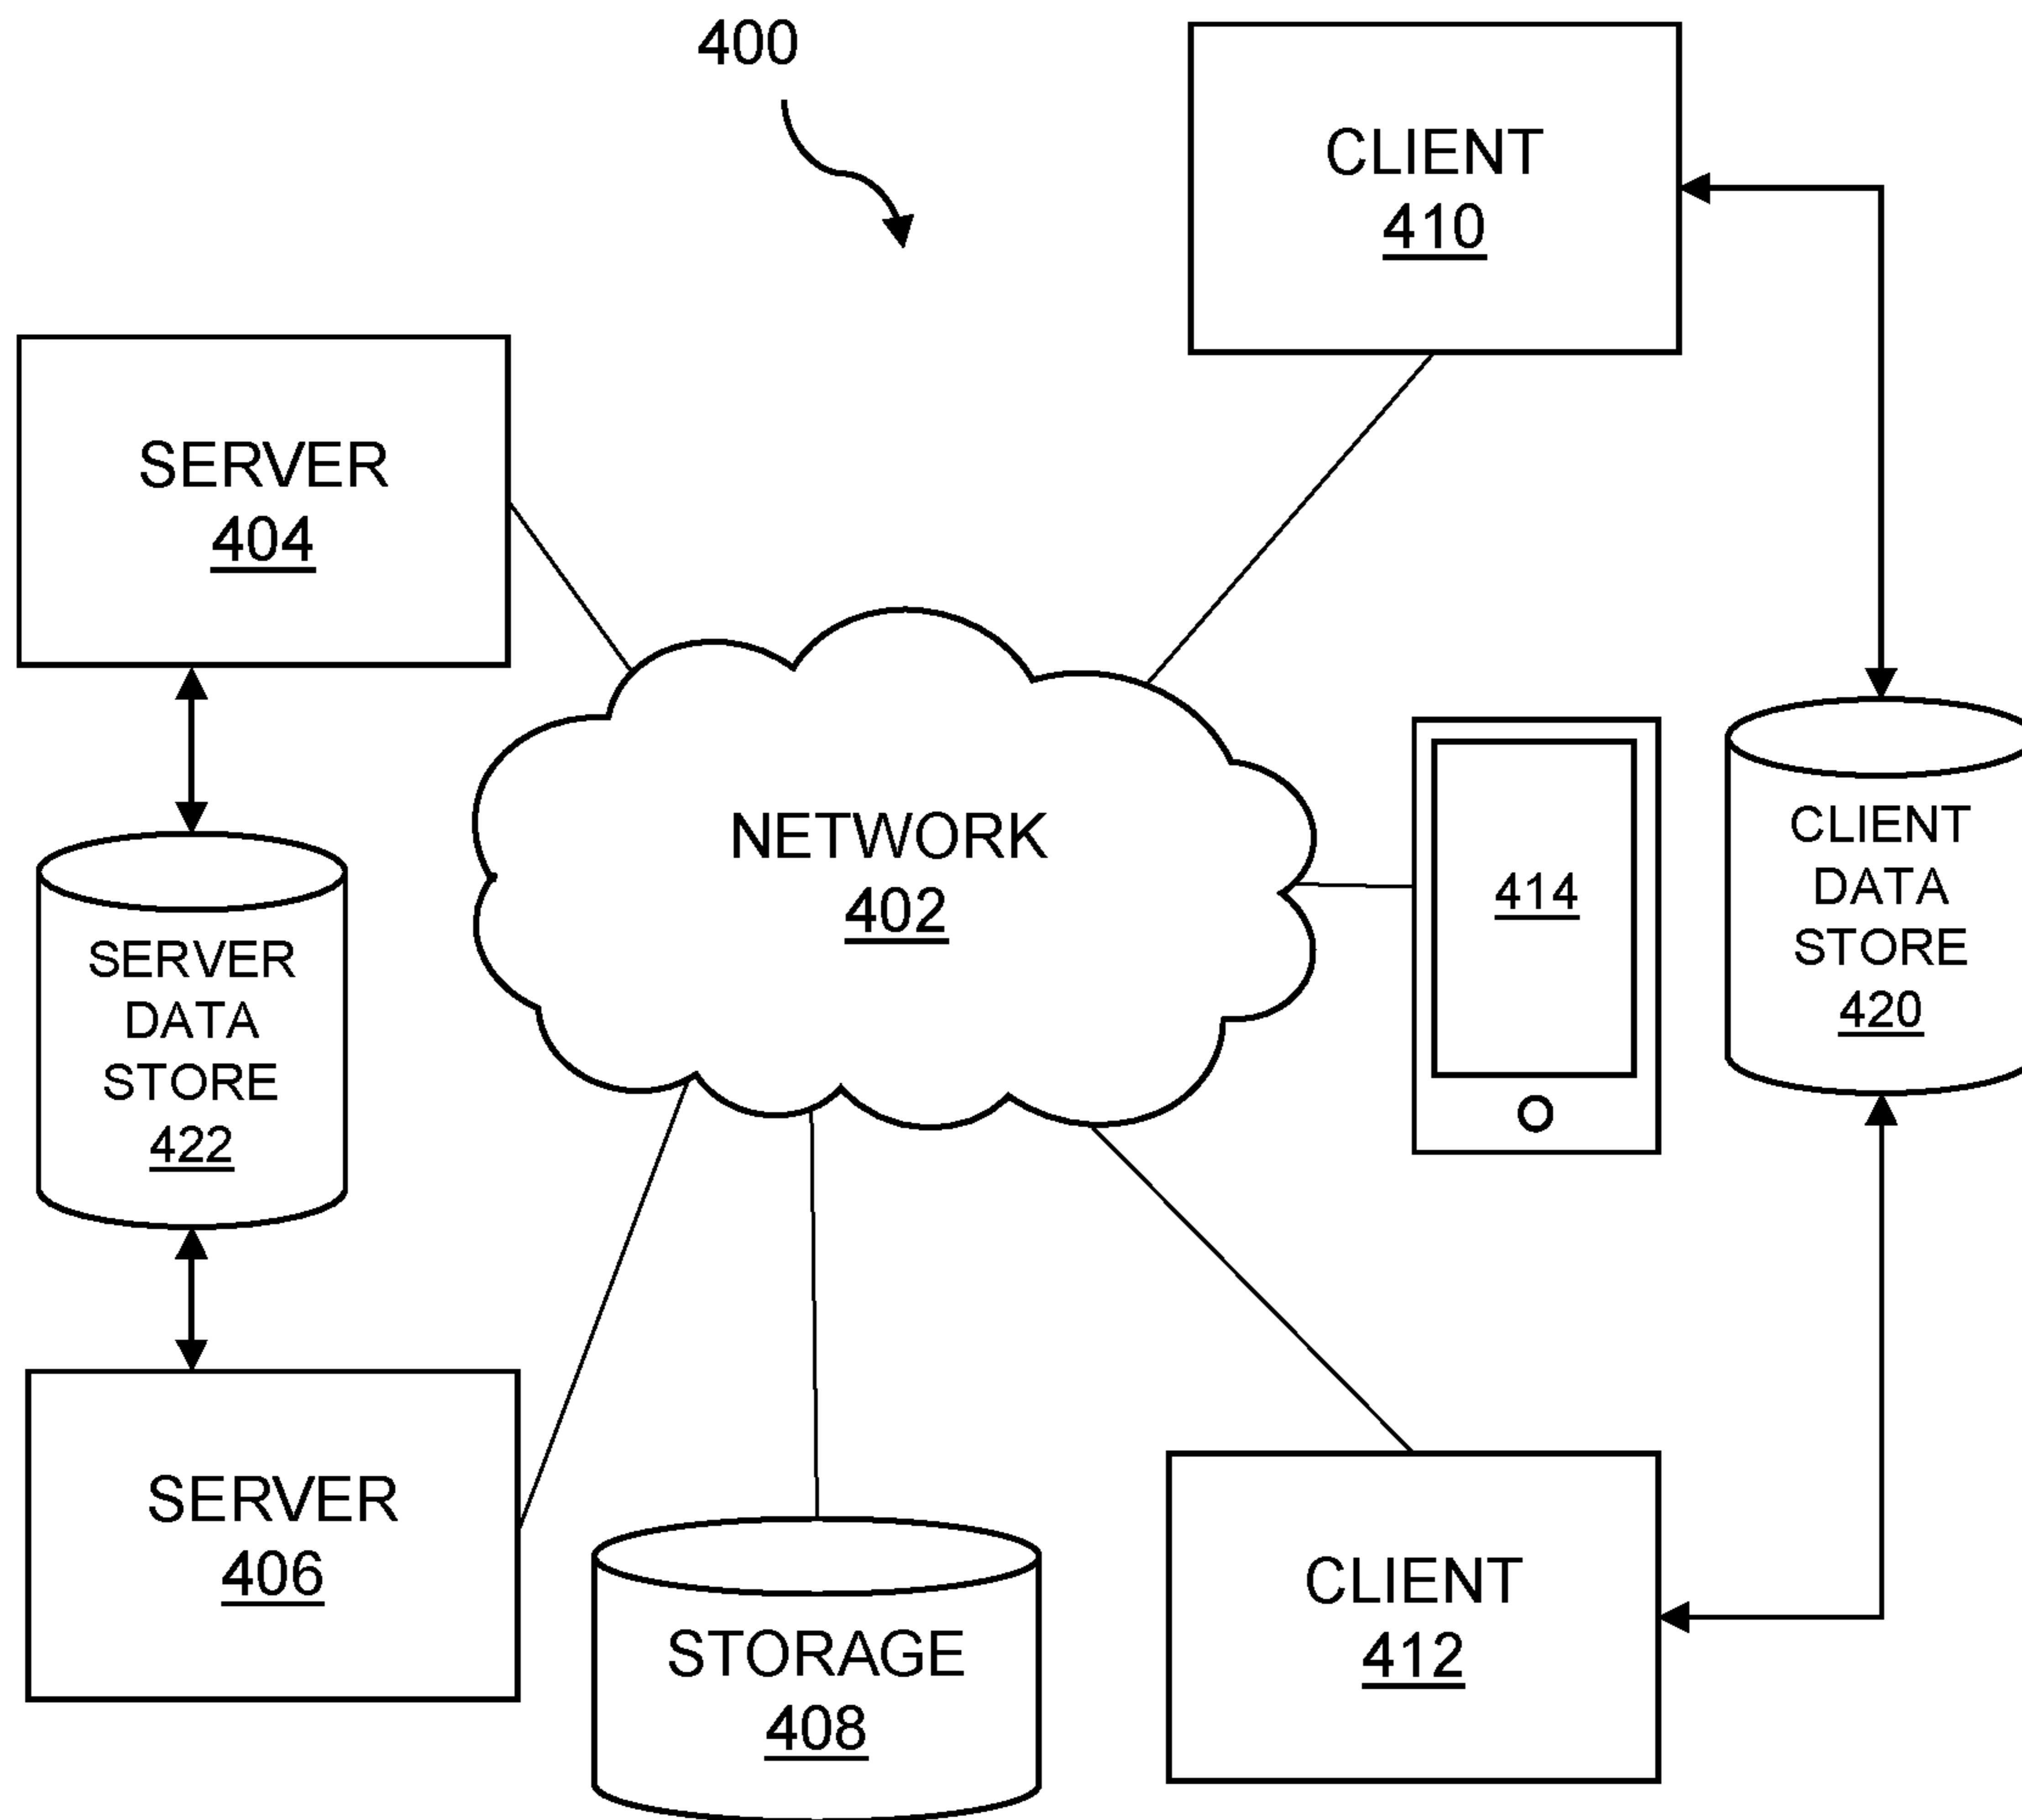 400
CLIENT
410
SERVER
404
NETWORK
402
414
CLIENT
DATA
STORE
420
SERVER
DATA
STORE
422
SERVER
406
STORAGE
408
CLIENT
412